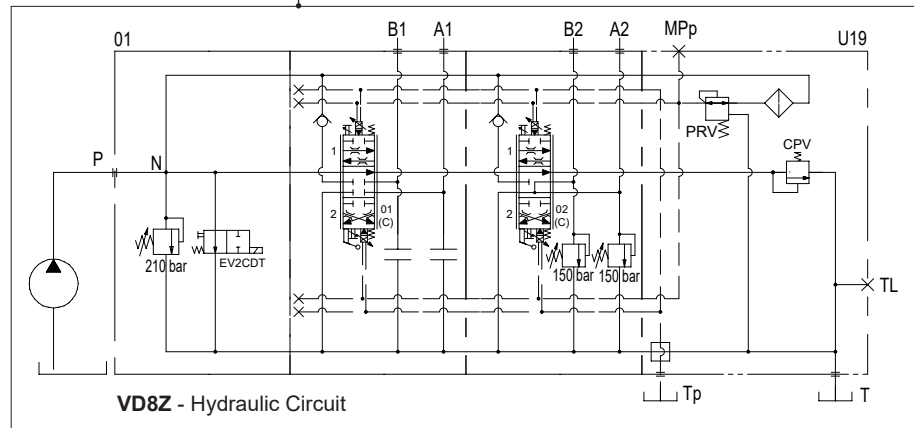 B1 A1 B2 A2 MPp
01 U19
PRV
CPV
P N
1 1
2 01 2 02
(C) (C)
EV2CDT
210 bar 150 bar 150 bar
TL
VD8Z - Hydraulic Circuit Tp T